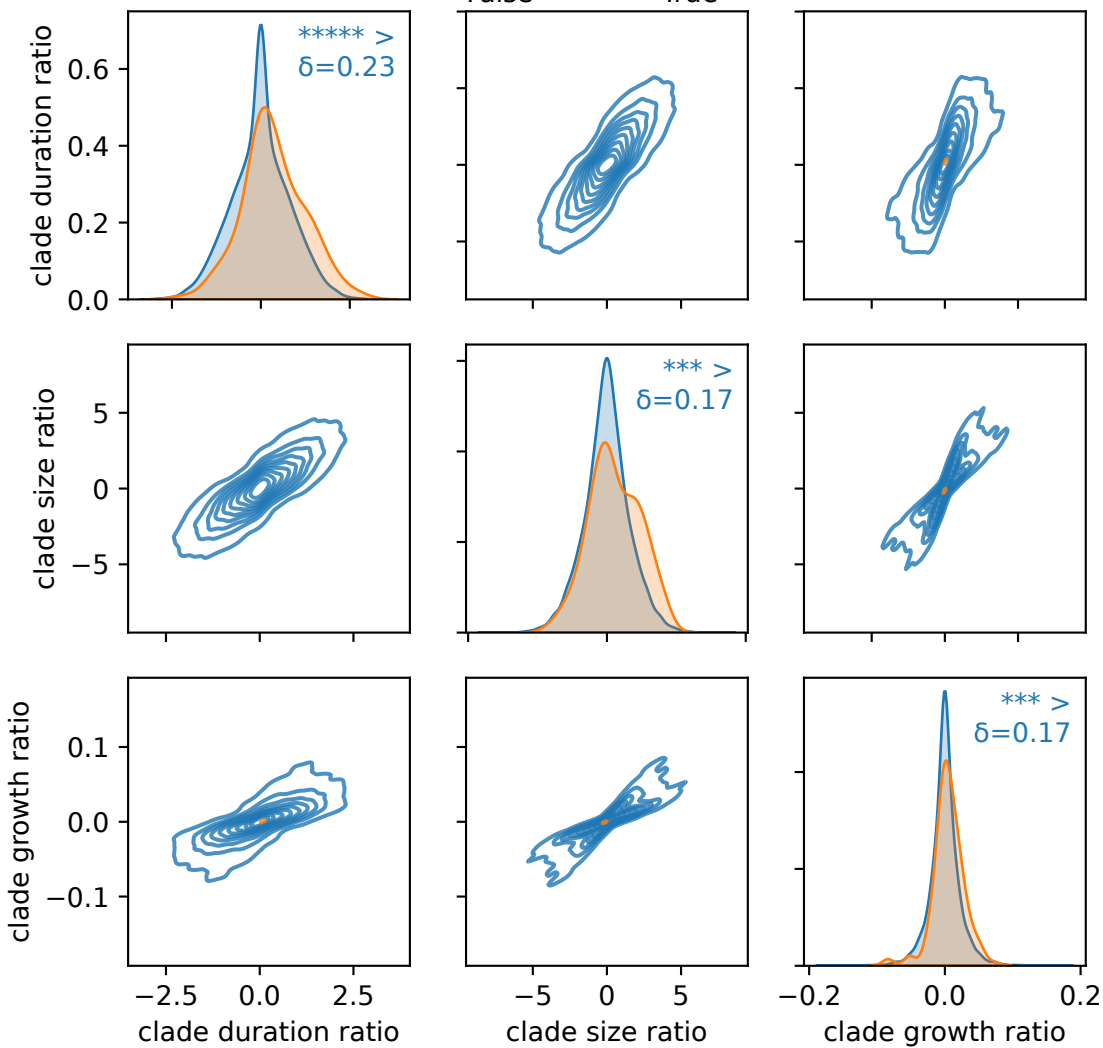 clade duration ratio
0.6
0.4
0.2
0.0
***** >
δ=0.23
clade size ratio
5
0
−5
*** >
δ=0.17
clade growth ratio
0.1
0.0
−0.1
*** >
δ=0.17
−2.5 0.0 2.5
−5 0 5
−0.2 0.0 0.2
clade duration ratio
clade size ratio
clade growth ratio